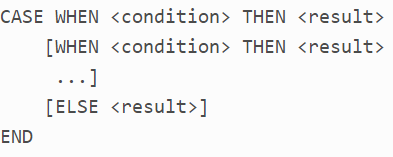 CASE WHEN <condition> THEN <result>
    [WHEN <condition> THEN <result>
     ...]
    [ELSE <result>]
END